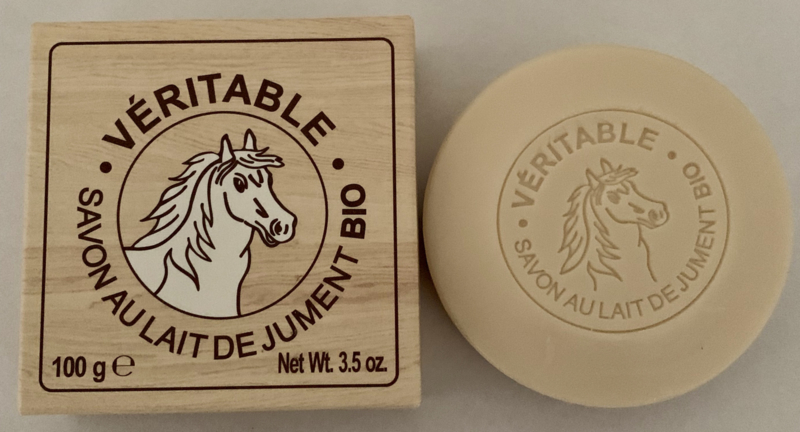 VÉRITABLE
SAVON AU LAIT DE JUMENT BIO
100 g ℮
Net Wt. 3.5 oz.
VÉRITABLE
SAVON AU LAIT DE JUMENT BIO